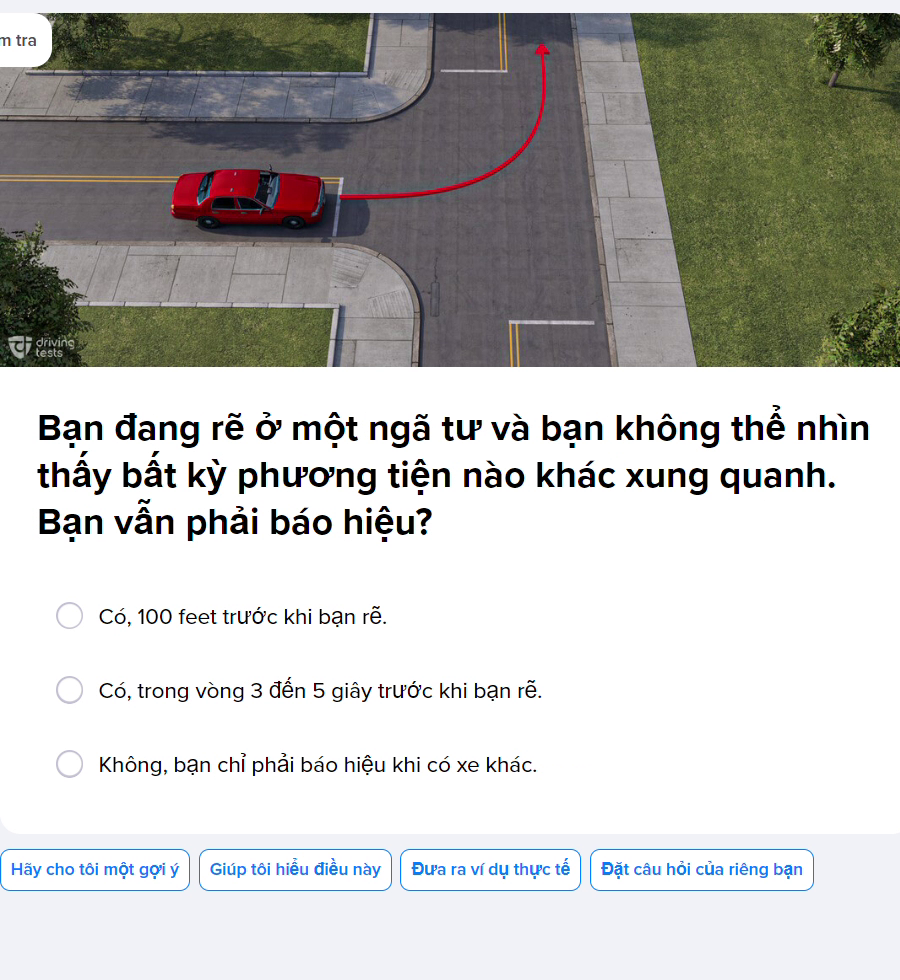 m tra
driving
tests
Bạn đang rẽ ở một ngã tư và bạn không thể nhìn
thấy bất kỳ phương tiện nào khác xung quanh.
Bạn vẫn phải báo hiệu?
Có, 100 feet trước khi bạn rẽ.
Có, trong vòng 3 đến 5 giây trước khi bạn rẽ.
Không, bạn chỉ phải báo hiệu khi có xe khác.
Hãy cho tôi một gợi ý
Giúp tôi hiểu điều này
Đưa ra ví dụ thực tế
Đặt câu hỏi của riêng bạn